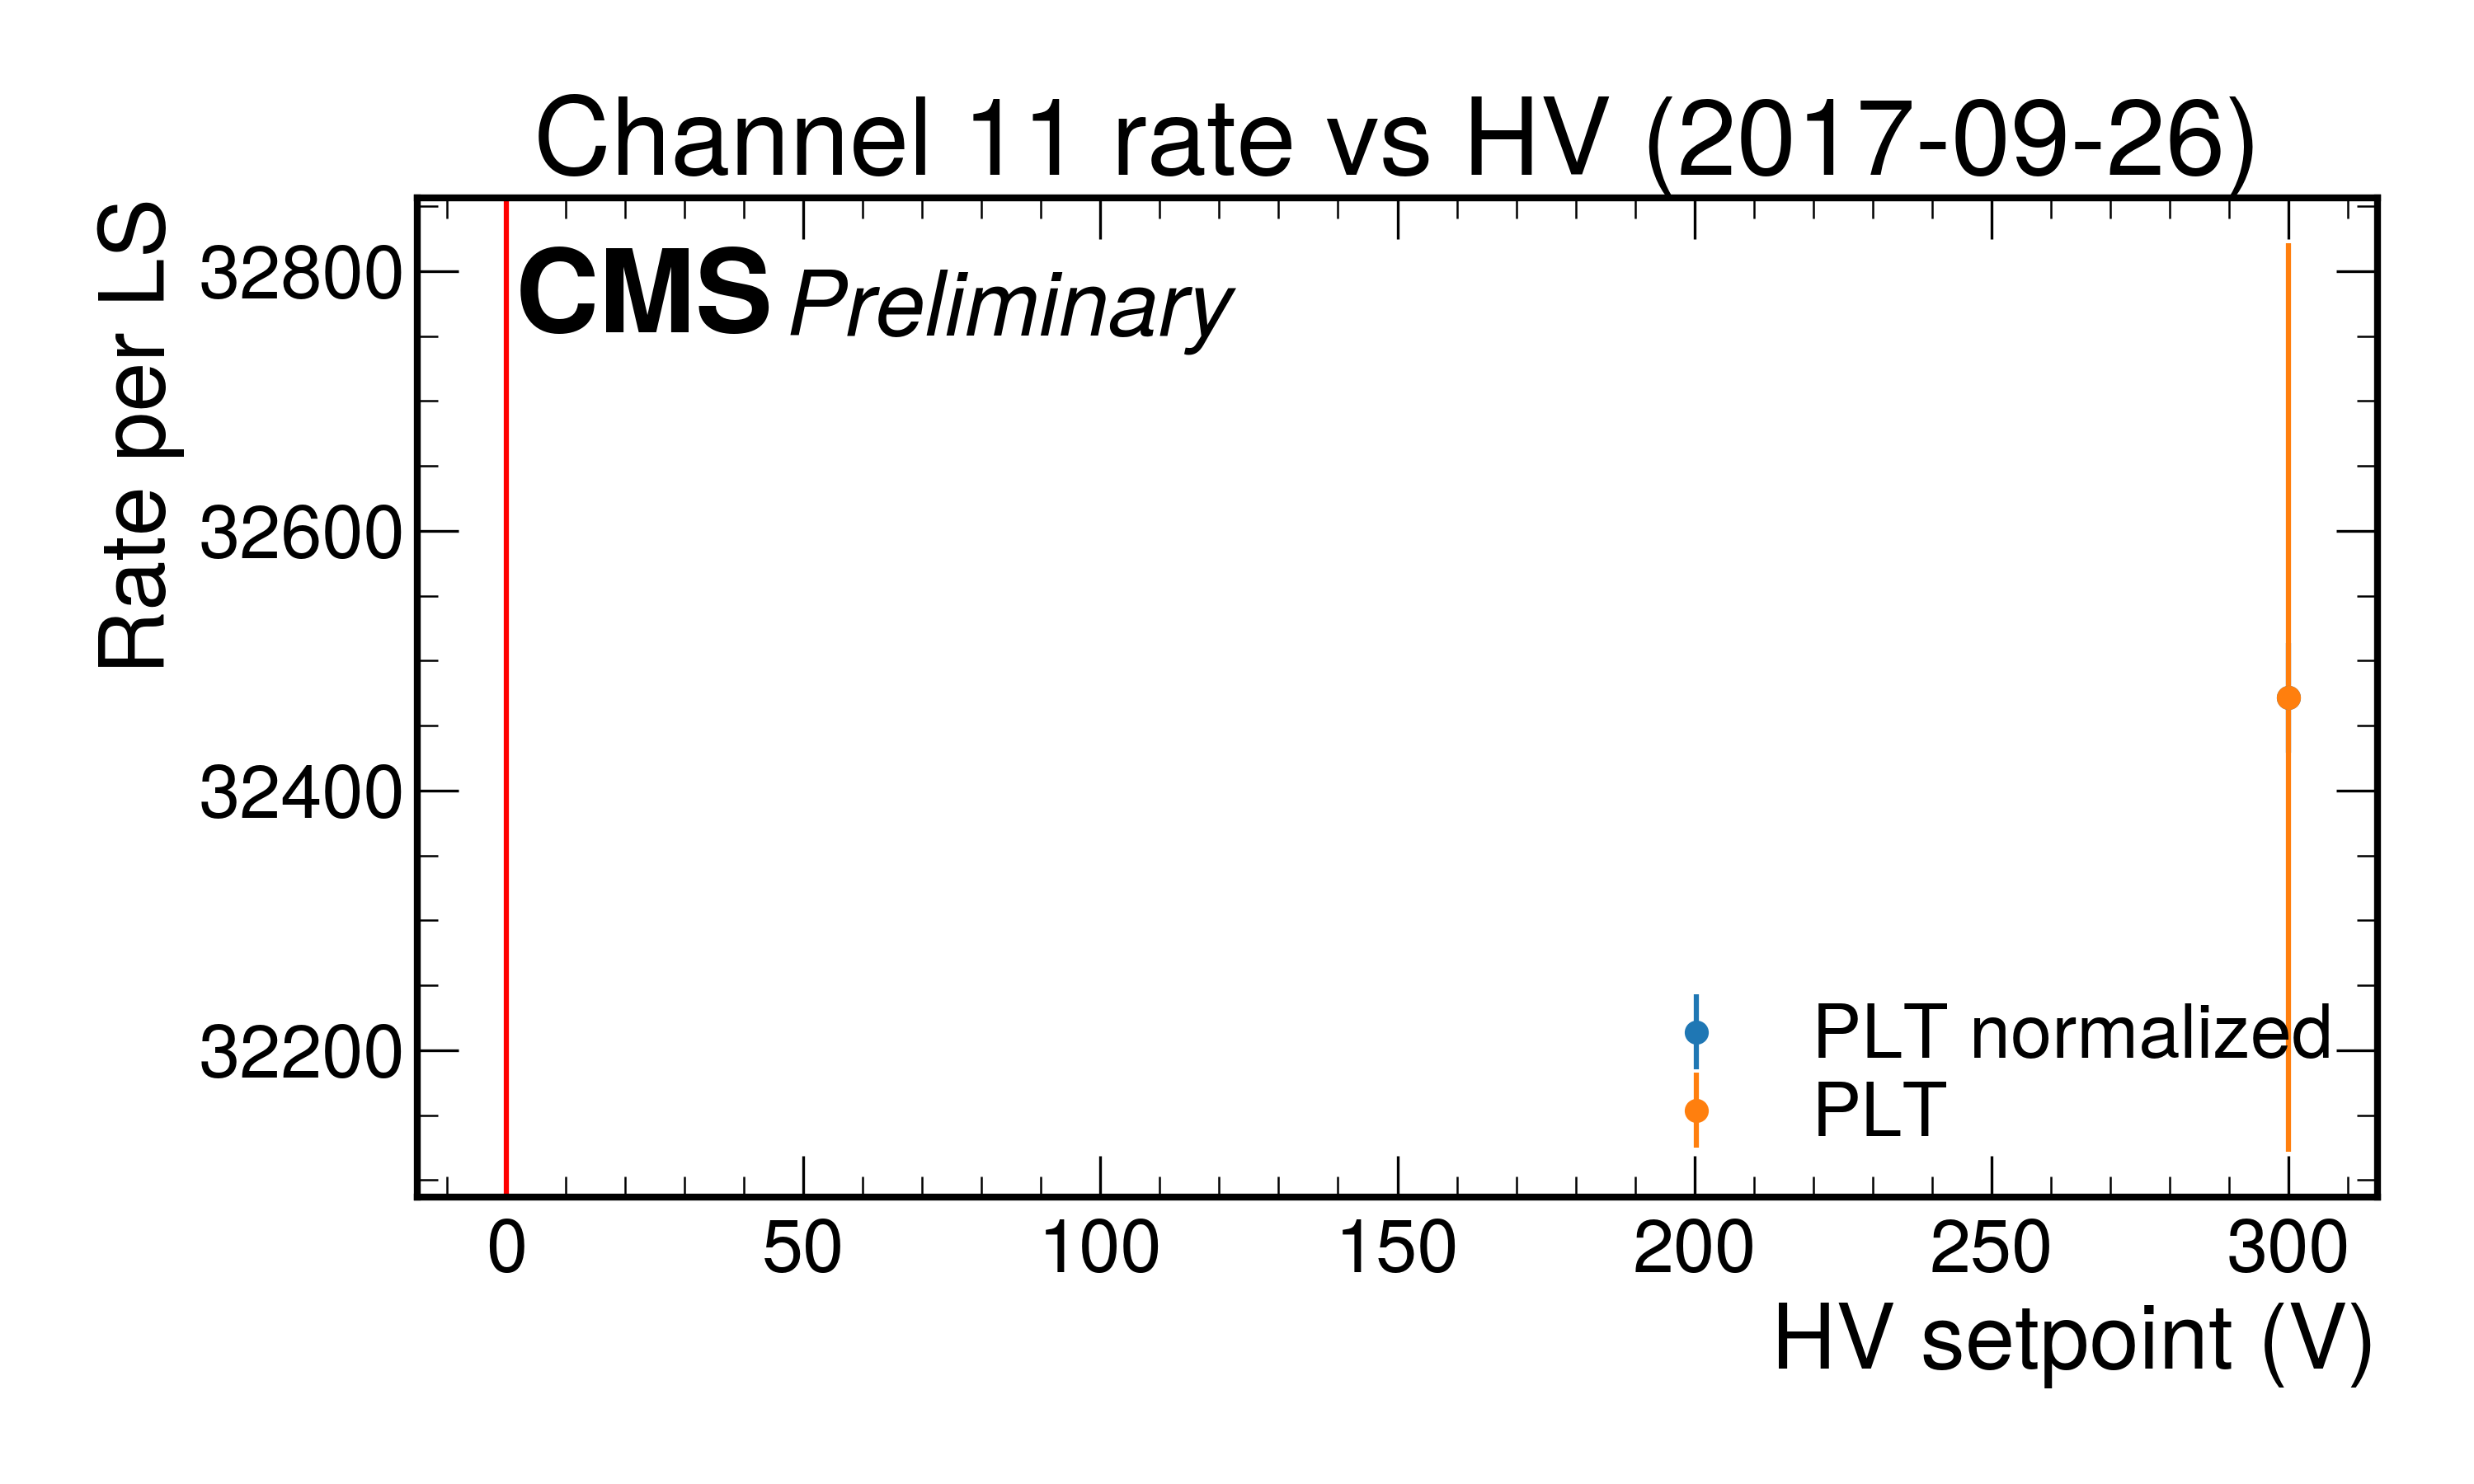 Channel 11 rate vs HV (2017-09-26)
CMS Preliminary
Rate per LS
32800
32600
32400
32200
PLT normalized
PLT
0 50 100 150 200 250 300
HV setpoint (V)